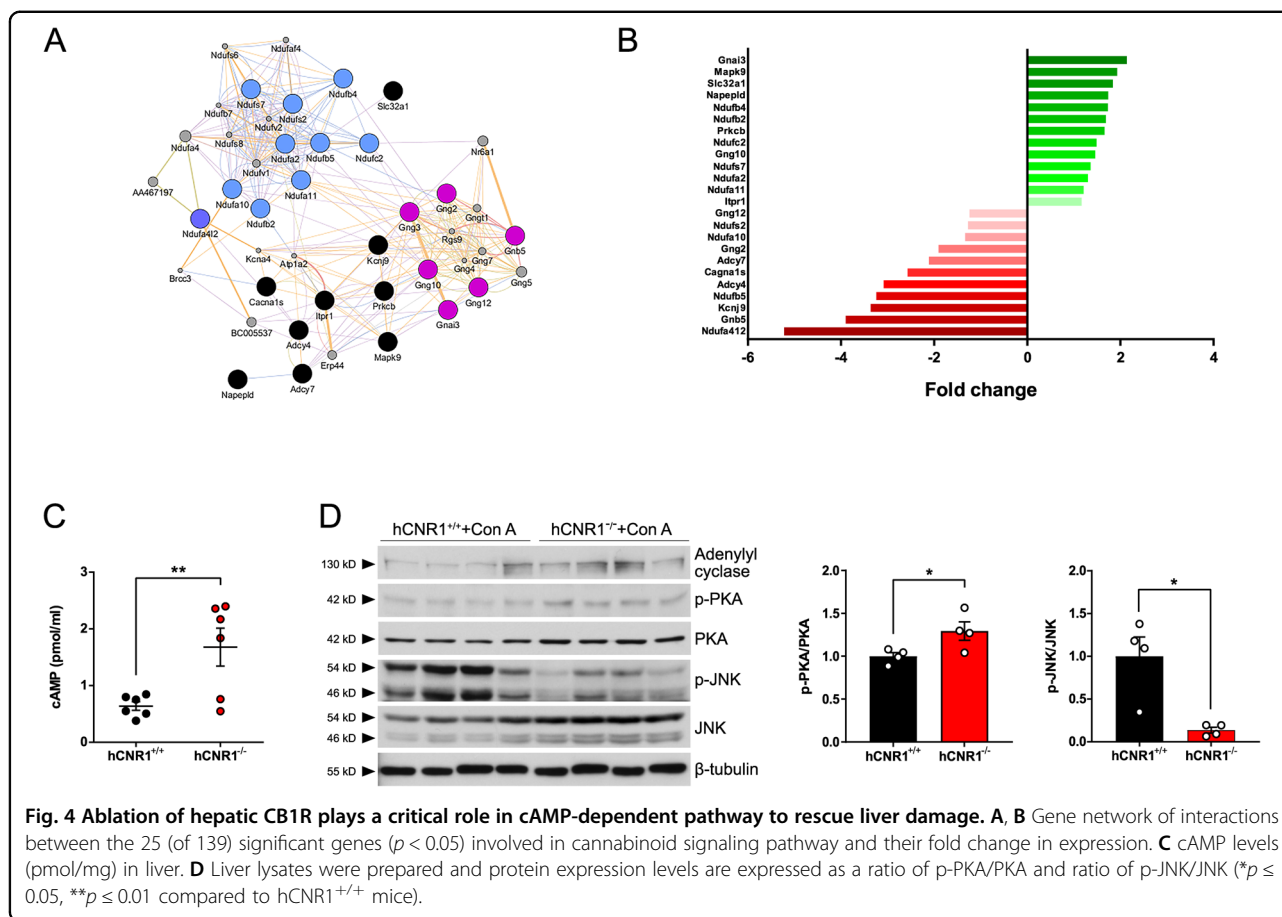 A
Ndufaf4
Ndufs6
Ndufb4
Slc32a1
Ndufs7
Ndufb7
Ndufs2
Ndufv2
Ndufs8
Ndufa4
Ndufa2
Ndufb5
Ndufc2
Nr6a1
Ndufv1
AA467197
Ndufa10
Ndufa11
Ndufb2
Gng2
Gngt1
Gng3
Rgs9
Gnb5
Ndufa4l2
Kcna4
Atp1a2
Kcnj9
Gng7
Gng4
Gng5
Brcc3
Gng10
Gng12
Cacna1s
Itpr1
Prkcb
Gnai3
BC005537
Adcy4
Mapk9
Erp44
Napepld
Adcy7
B
Gnai3
Mapk9
Slc32a1
Napepld
Ndufb4
Ndufb2
Prkcb
Ndufc2
Gng10
Ndufs7
Ndufa2
Ndufa11
Itpr1
Gng12
Ndufs2
Ndufa10
Gng2
Adcy7
Cagna1s
Adcy4
Ndufb5
Kcnj9
Gnb5
Ndufa412
-6 -4 -2 0 2 4
Fold change
C
**
3
2
1
0
cAMP (pmol/ml)
hCNR1+/+ hCNR1-/-
D
hCNR1+/++Con A hCNR1-/-+Con A
130 kD Adenylyl
cyclase
42 kD p-PKA
42 kD PKA
54 kD p-JNK
46 kD
54 kD JNK
46 kD
55 kD β-tubulin
*
2.0
1.5
1.0
0.5
0.0
p-PKA/PKA
hCNR1+/+ hCNR1-/-
*
2.0
1.5
1.0
0.5
0.0
p-JNK/JNK
hCNR1+/+ hCNR1-/-
Fig. 4 Ablation of hepatic CB1R plays a critical role in cAMP-dependent pathway to rescue liver damage. A, B Gene network of interactions
between the 25 (of 139) significant genes (p < 0.05) involved in cannabinoid signaling pathway and their fold change in expression. C cAMP levels
(pmol/mg) in liver. D Liver lysates were prepared and protein expression levels are expressed as a ratio of p-PKA/PKA and ratio of p-JNK/JNK (*p ≤
0.05, **p ≤ 0.01 compared to hCNR1+/+ mice).